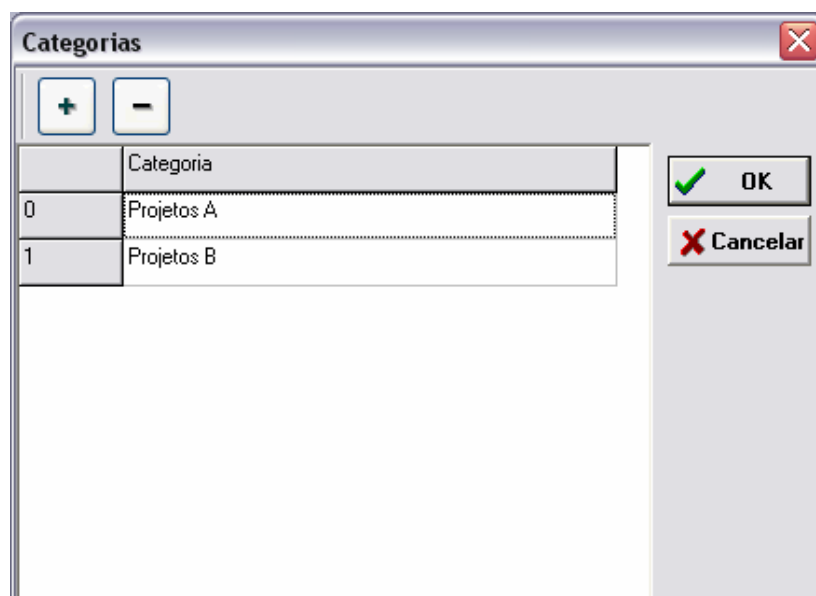 Categorias
+ -
Categoria
OK
0 Projetos A
Cancelar
1 Projetos B